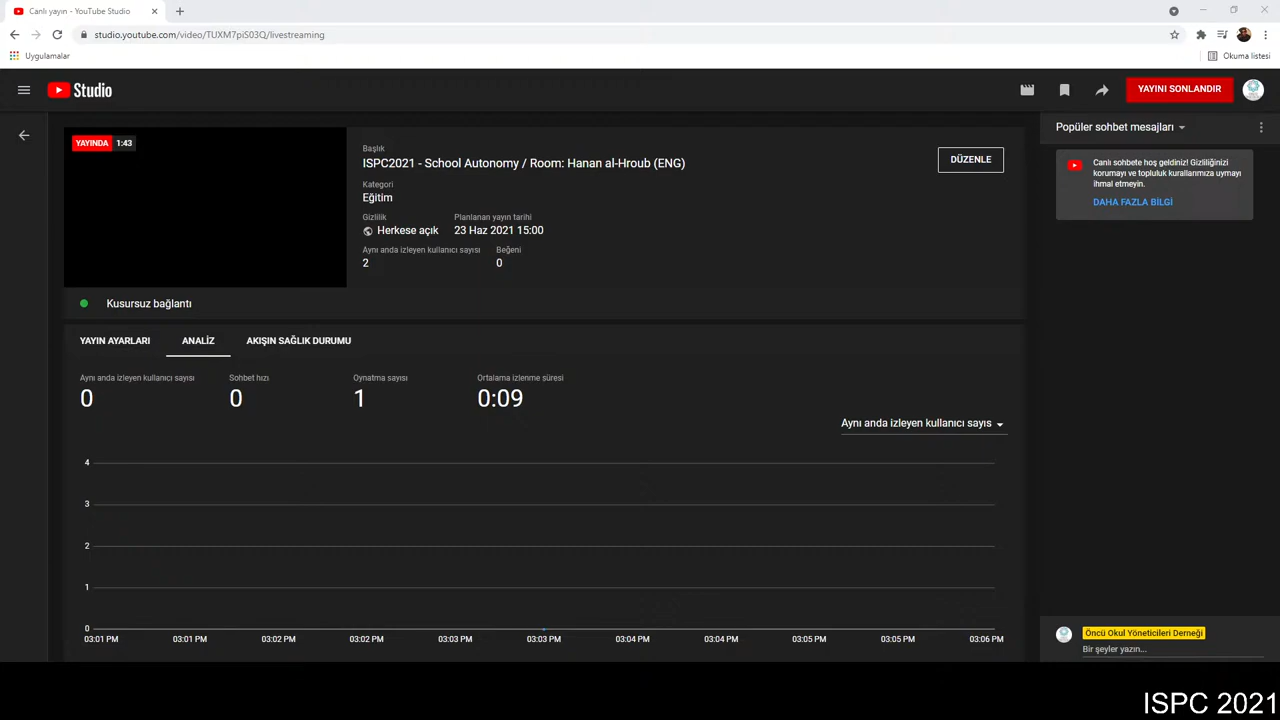 Canlı yayın - YouTube Studio
studio.youtube.com/video/TUXM7piS03Q/livestreaming
Uygulamalar
Okuma listesi
Studio
YAYINI SONLANDIR
YAYINDA 1:43
Başlık
ISPC2021 - School Autonomy / Room: Hanan al-Hroub (ENG)
DÜZENLE
Kategori
Eğitim
Gizlilik
Herkese açık
Planlanan yayın tarihi
23 Haz 2021 15:00
Aynı anda izleyen kullanıcı sayısı
2
Beğeni
0
Kusursuz bağlantı
YAYIN AYARLARI
ANALİZ
AKIŞIN SAĞLIK DURUMU
Aynı anda izleyen kullanıcı sayısı
0
Sohbet hızı
0
Oynatma sayısı
1
Ortalama izlenme süresi
0:09
Aynı anda izleyen kullanıcı sayıs
4
3
2
1
0
03:01 PM 03:01 PM 03:02 PM 03:02 PM 03:03 PM 03:03 PM 03:04 PM 03:04 PM 03:05 PM 03:05 PM 03:06 PM
Popüler sohbet mesajları
Canlı sohbete hoş geldiniz! Gizliliğinizi
korumayı ve topluluk kurallarımıza uymayı
ihmal etmeyin.
DAHA FAZLA BİLGİ
Öncü Okul Yöneticileri Derneği
Bir şeyler yazın...
ISPC 2021